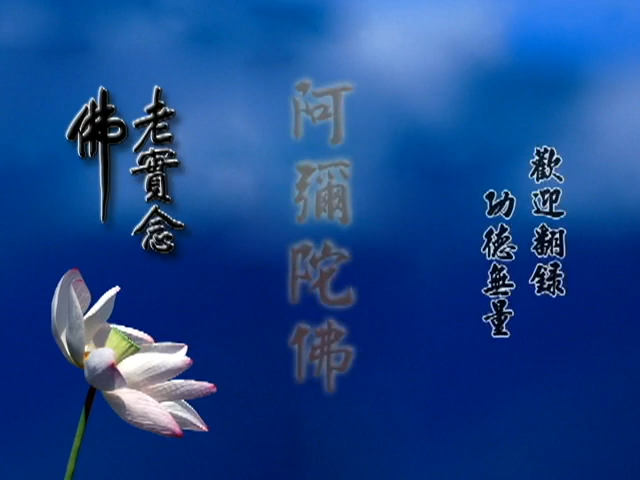 歡迎翻錄
功德無量
阿彌陀佛
老實念
佛